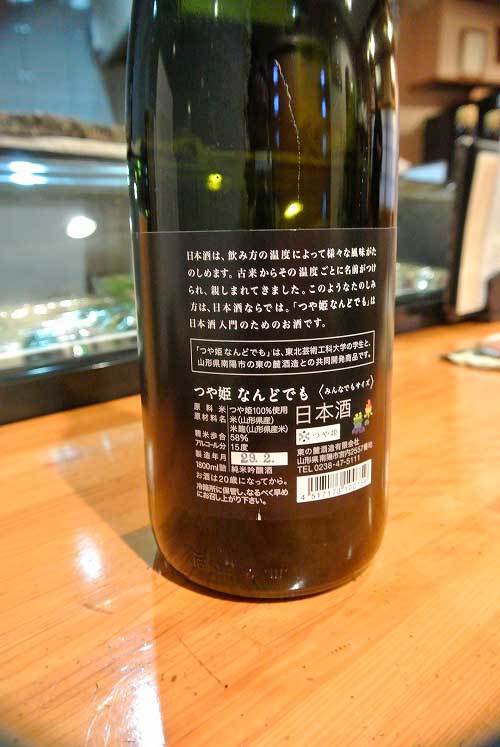 日本酒は、飲み方の温度によって様々な風味がた
のしめます。古来からその温度ごとに名前がつけ
られ、親しまれてきました。このようなたのしみ
方は、日本酒ならでは。「つや姫 なんどでも」は
日本酒入門のためのお酒です。
「つや姫 なんどでも」は、東北芸術工科大学の学生と、
山形県南陽市の東の麓酒造との共同開発商品です。
つや姫 なんどでも〈みんなでもサイズ〉
原料米 つや姫100%使用
原材料名 米(山形県産)
米麹(山形県産米)
精米歩合 58%
アルコール分 15度
製造年月 29.2.
1800ml詰 純米吟醸酒
お酒は20歳になってから。
冷暗所に保管し、なるべく早め
にお召し上がり下さい。
日本酒
つや姫
東の麓酒造有限会社
山形県南陽市宮内2557番地
TEL 0238-47-5111